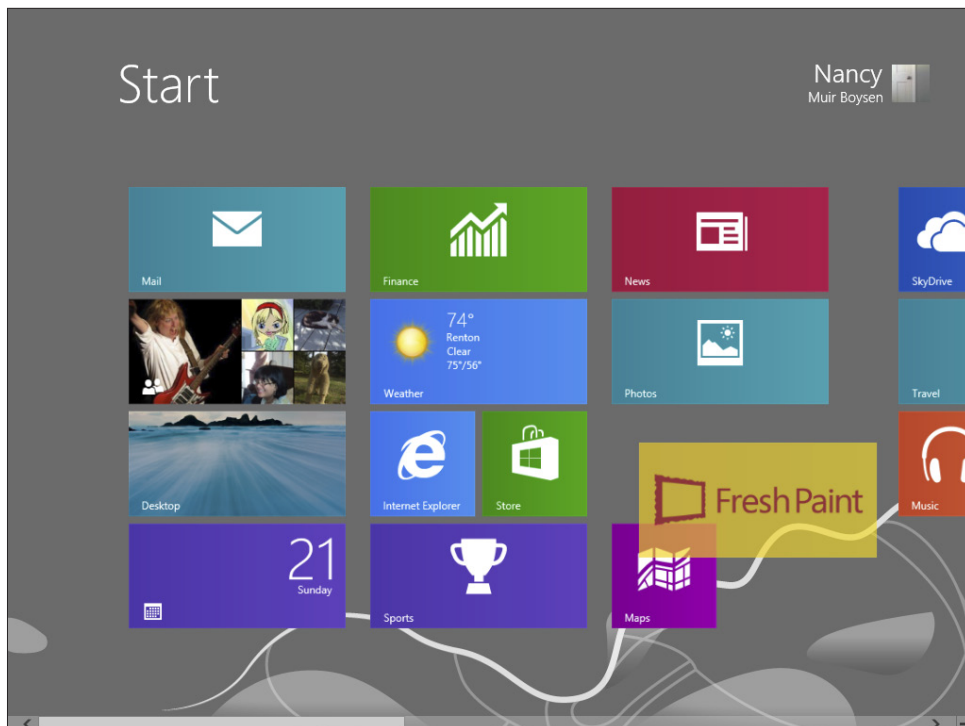 Start
Nancy
Muir Boysen
Mail
Finance
News
SkyDrive
74°
Renton
Clear
75°/56°
Weather
Photos
Travel
Desktop
Internet Explorer
Store
Fresh Paint
Music
21
Sunday
Sports
Maps